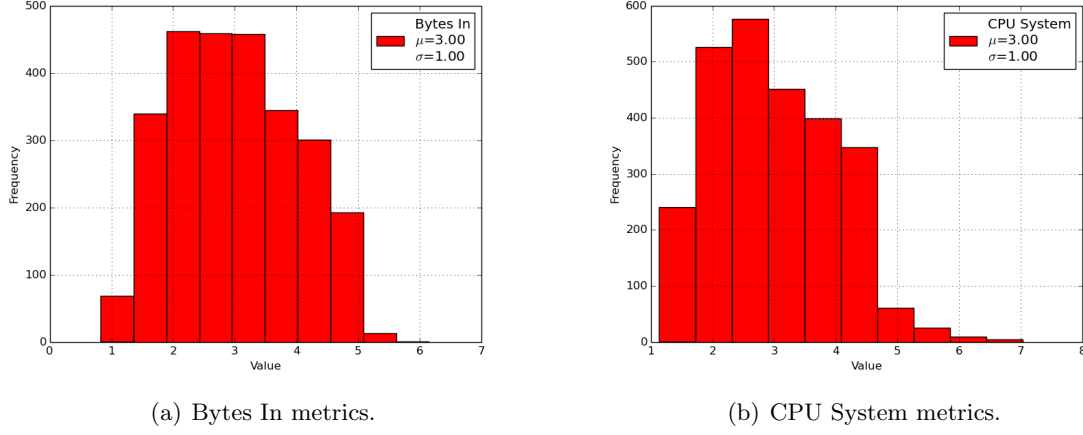 500
400
300
200
100
0
Frequency
Bytes In
μ=3.00
σ=1.00
0 1 2 3 4 5 6 7
Value
(a) Bytes In metrics.
600
500
400
300
200
100
0
Frequency
CPU System
μ=3.00
σ=1.00
1 2 3 4 5 6 7 8
Value
(b) CPU System metrics.